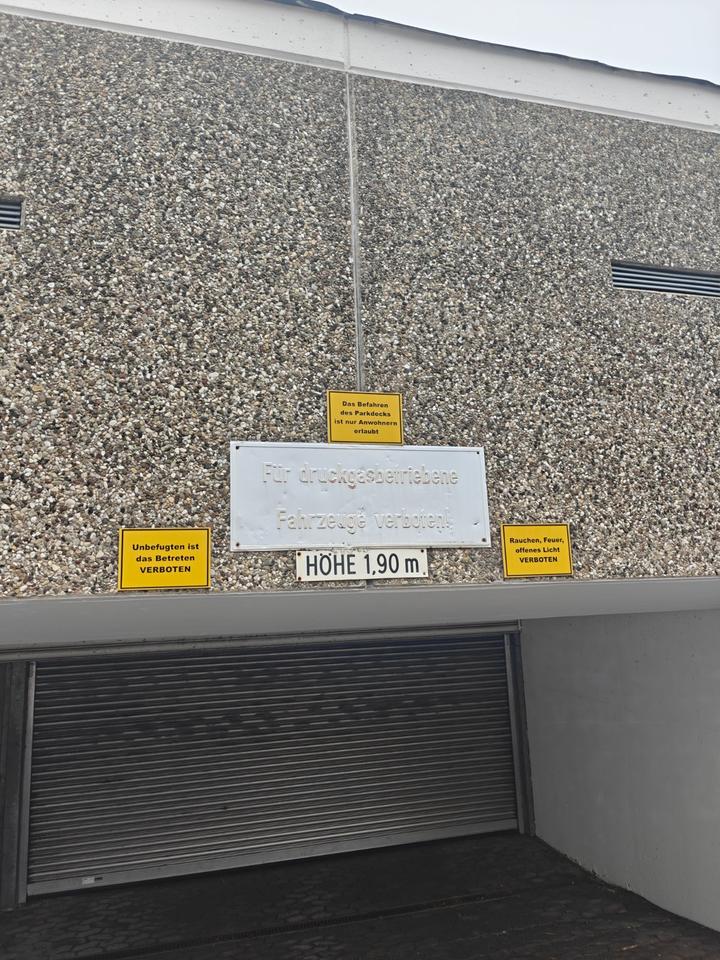 Das Befahren
des Parkdecks
ist nur Anwohnern
erlaubt
Für druckgasbetriebene
Fahrzeuge verboten!
Unbefugten ist
das Betreten
VERBOTEN
HÖHE 1,90 m
Rauchen, Feuer,
offenes Licht
VERBOTEN